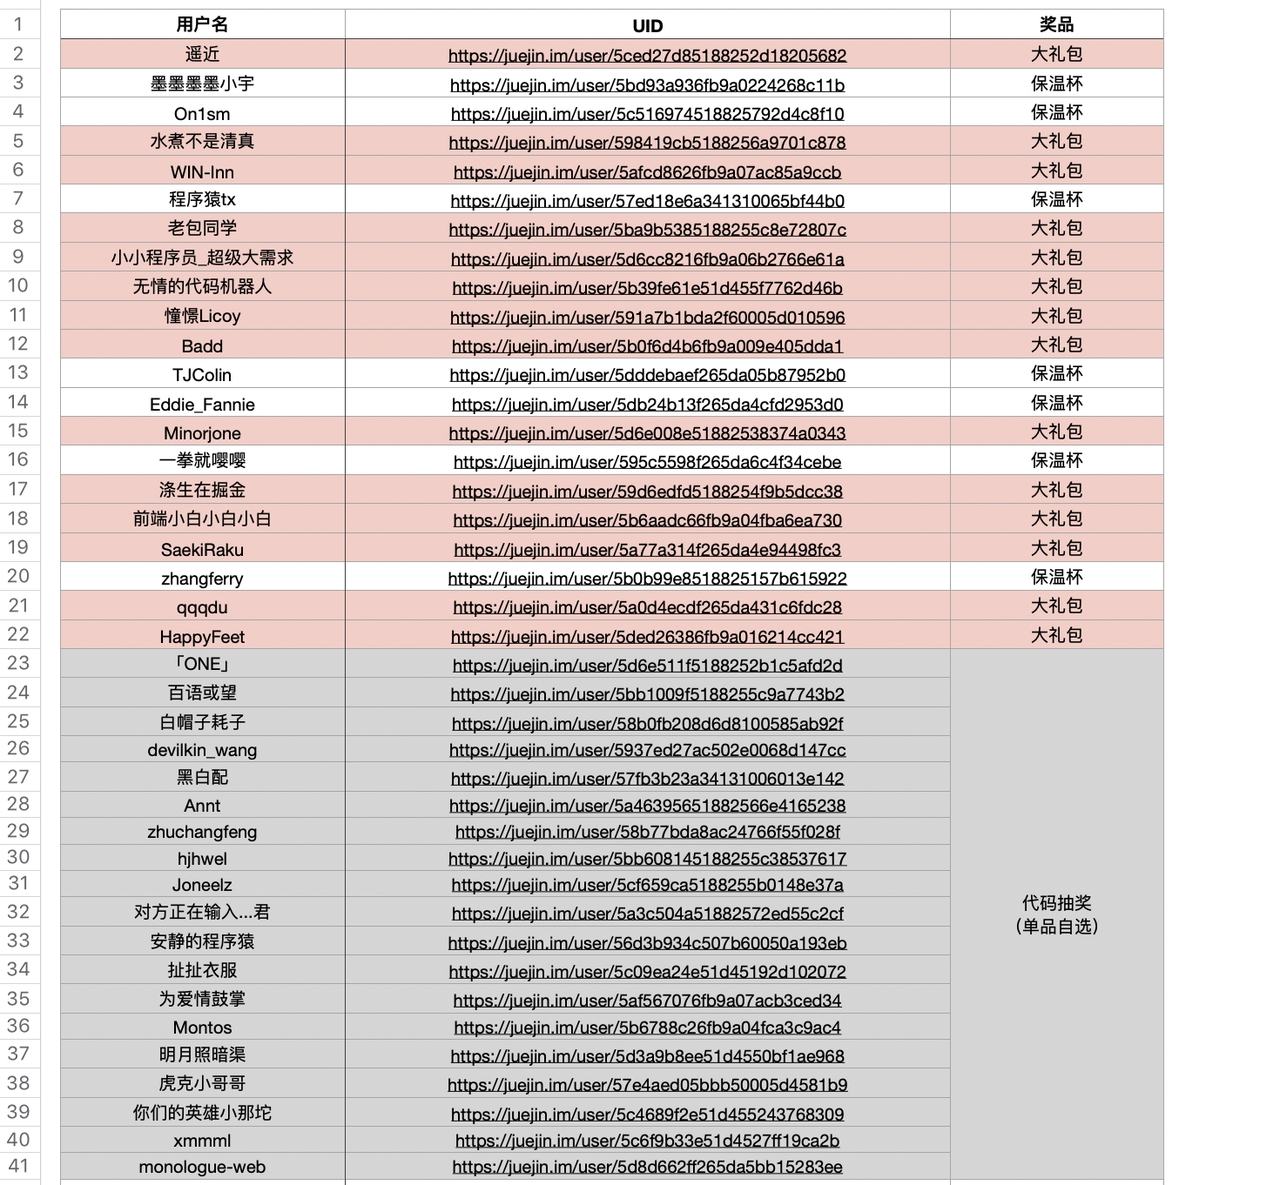 1 用户名 UID 奖品
2 遥近 https://juejin.im/user/5ced27d85188252d18205682 大礼包
3 墨墨墨墨小宇 https://juejin.im/user/5bd93a936fb9a0224268c11b 保温杯
4 On1sm https://juejin.im/user/5c516974518825792d4c8f10 保温杯
5 水煮不是清真 https://juejin.im/user/598419cb5188256a9701c878 大礼包
6 WIN-Inn https://juejin.im/user/5afcd8626fb9a07ac85a9ccb 大礼包
7 程序猿tx https://juejin.im/user/57ed18e6a341310065bf44b0 保温杯
8 老包同学 https://juejin.im/user/5ba9b5385188255c8e72807c 大礼包
9 小小程序员_超级大需求 https://juejin.im/user/5d6cc8216fb9a06b2766e61a 大礼包
10 无情的代码机器人 https://juejin.im/user/5b39fe61e51d455f7762d46b 大礼包
11 憧憬Licoy https://juejin.im/user/591a7b1bda2f60005d010596 大礼包
12 Badd https://juejin.im/user/5b0f6d4b6fb9a009e405dda1 大礼包
13 TJColin https://juejin.im/user/5dddebaef265da05b87952b0 保温杯
14 Eddie_Fannie https://juejin.im/user/5db24b13f265da4cfd2953d0 保温杯
15 Minorjone https://juejin.im/user/5d6e008e51882538374a0343 大礼包
16 一拳就嘤嘤 https://juejin.im/user/595c5598f265da6c4f34cebe 保温杯
17 涤生在掘金 https://juejin.im/user/59d6edfd5188254f9b5dcc38 大礼包
18 前端小白小白小白 https://juejin.im/user/5b6aadc66fb9a04fba6ea730 大礼包
19 SaekiRaku https://juejin.im/user/5a77a314f265da4e94498fc3 大礼包
20 zhangferry https://juejin.im/user/5b0b99e8518825157b615922 保温杯
21 qqqdu https://juejin.im/user/5a0d4ecdf265da431c6fdc28 大礼包
22 HappyFeet https://juejin.im/user/5ded26386fb9a016214cc421 大礼包
23 「ONE」 https://juejin.im/user/5d6e511f5188252b1c5afd2d
24 百语或望 https://juejin.im/user/5bb1009f5188255c9a7743b2
25 白帽子耗子 https://juejin.im/user/58b0fb208d6d8100585ab92f
26 devilkin_wang https://juejin.im/user/5937ed27ac502e0068d147cc
27 黑白配 https://juejin.im/user/57fb3b23a34131006013e142
28 Annt https://juejin.im/user/5a46395651882566e4165238
29 zhuchangfeng https://juejin.im/user/58b77bda8ac24766f55f028f
30 hjhwel https://juejin.im/user/5bb608145188255c38537617
31 Joneelz https://juejin.im/user/5cf659ca5188255b0148e37a
32 对方正在输入...君 https://juejin.im/user/5a3c504a51882572ed55c2cf
代码抽奖
(单品自选)
33 安静的程序猿 https://juejin.im/user/56d3b934c507b60050a193eb
34 扯扯衣服 https://juejin.im/user/5c09ea24e51d45192d102072
35 为爱情鼓掌 https://juejin.im/user/5af567076fb9a07acb3ced34
36 Montos https://juejin.im/user/5b6788c26fb9a04fca3c9ac4
37 明月照暗渠 https://juejin.im/user/5d3a9b8ee51d4550bf1ae968
38 虎克小哥哥 https://juejin.im/user/57e4aed05bbb50005d4581b9
39 你们的英雄小那坨 https://juejin.im/user/5c4689f2e51d455243768309
40 xmmml https://juejin.im/user/5c6f9b33e51d4527ff19ca2b
41 monologue-web https://juejin.im/user/5d8d662ff265da5bb15283ee